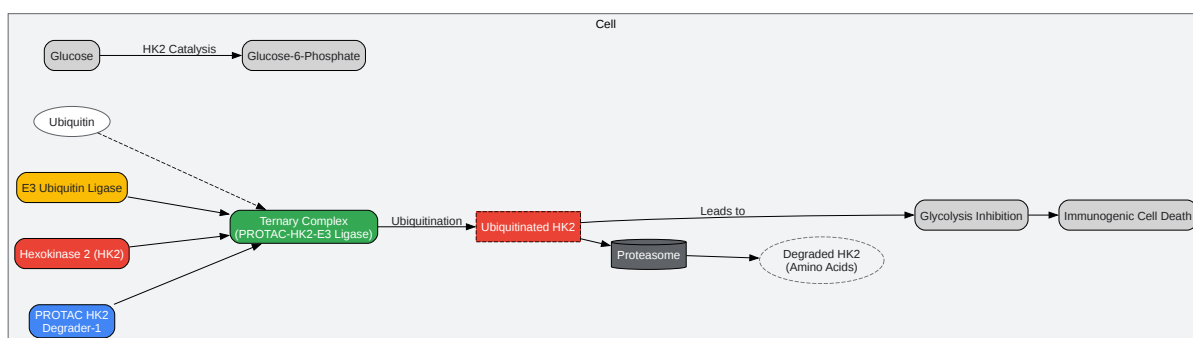 Cell
Glucose
HK2 Catalysis
Glucose-6-Phosphate
Ubiquitin
E3 Ubiquitin Ligase
Hexokinase 2 (HK2)
PROTAC HK2
Degrader-1
Ternary Complex
(PROTAC-HK2-E3 Ligase)
Ubiquitination
Ubiquitinated HK2
Leads to
Proteasome
Degraded HK2
(Amino Acids)
Glycolysis Inhibition
Immunogenic Cell Death